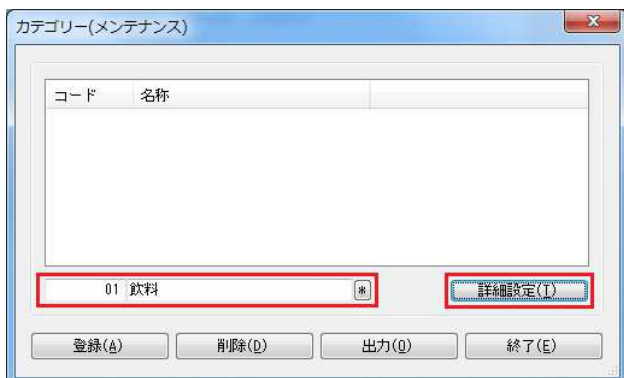 カテゴリー(メンテナンス)
コード 名称
01 飲料 * 詳細設定(I)
登録(A) 削除(D) 出力(O) 終了(E)